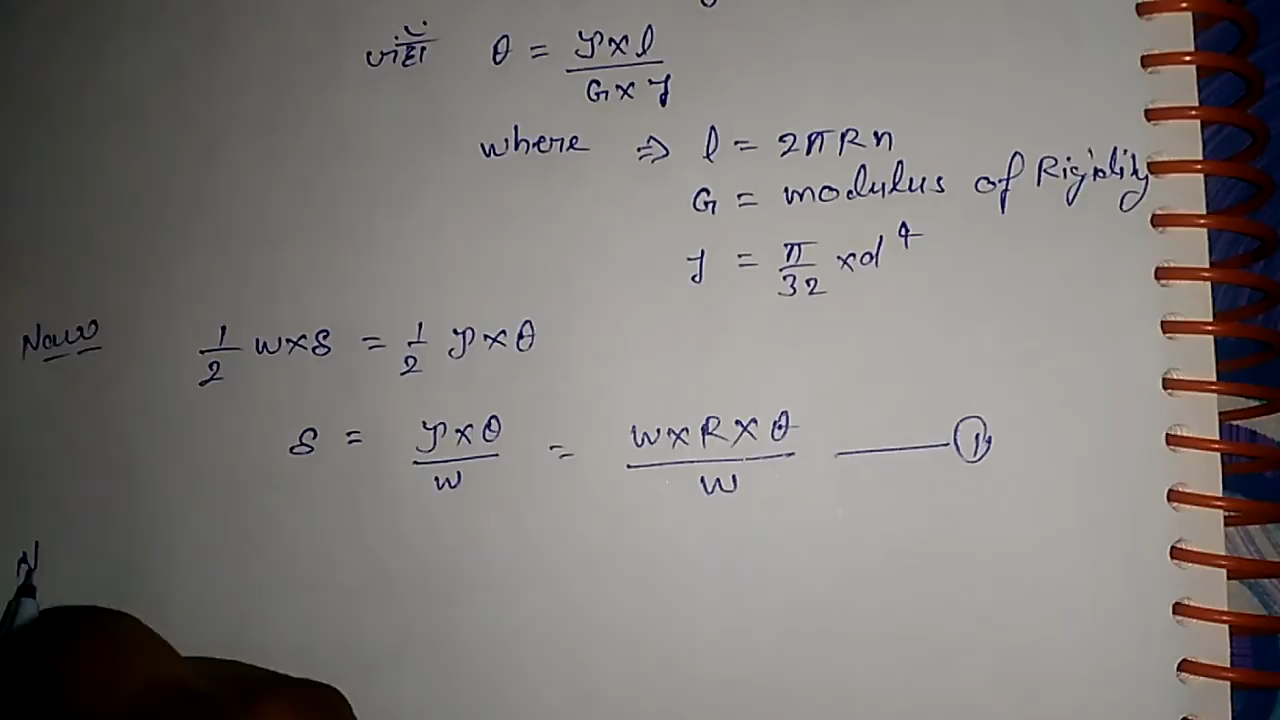 जहाँ θ = T×l / G×J
where ⇒ l = 2πRn
G = modulus of Rigidity
J = π/32 ×d⁴
Now 1/2 W×δ = 1/2 T×θ
δ = T×θ / W = W×R×θ / W ——— ①
N